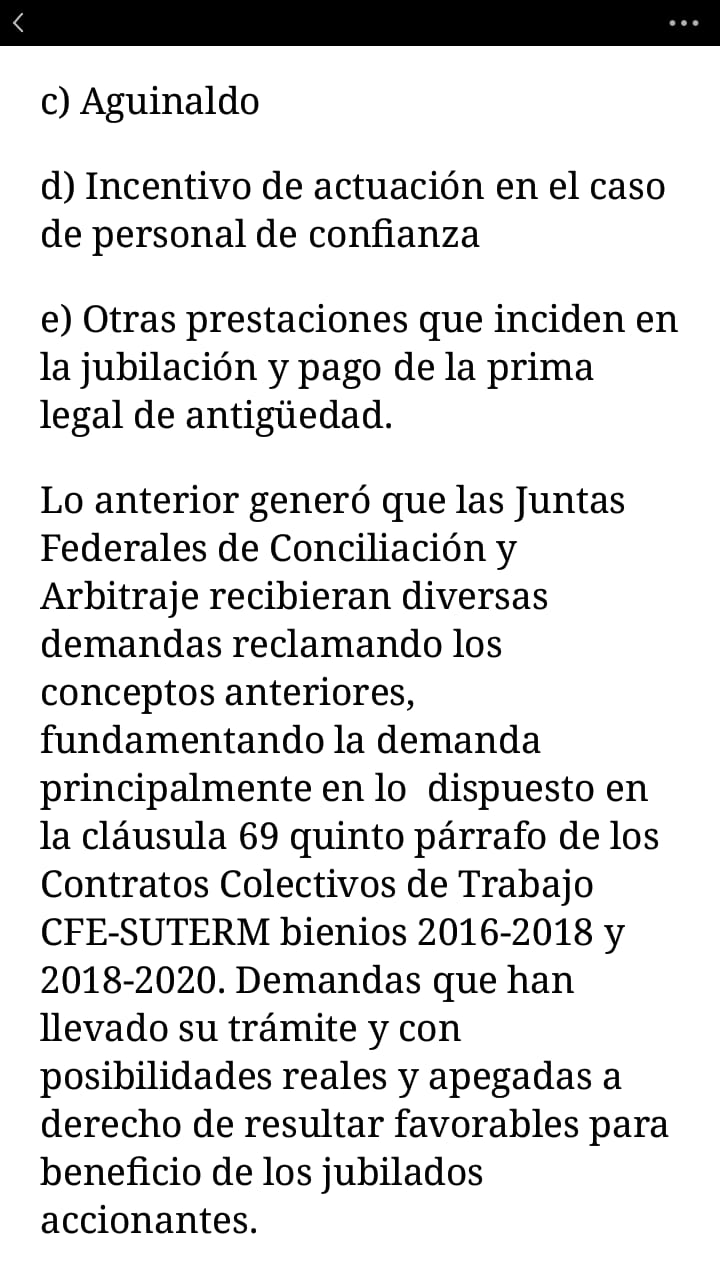 c) Aguinaldo
d) Incentivo de actuación en el caso
de personal de confianza
e) Otras prestaciones que inciden en
la jubilación y pago de la prima
legal de antigüedad.
Lo anterior generó que las Juntas
Federales de Conciliación y
Arbitraje recibieran diversas
demandas reclamando los
conceptos anteriores,
fundamentando la demanda
principalmente en lo  dispuesto en
la cláusula 69 quinto párrafo de los
Contratos Colectivos de Trabajo
CFE-SUTERM bienios 2016-2018 y
2018-2020. Demandas que han
llevado su trámite y con
posibilidades reales y apegadas a
derecho de resultar favorables para
beneficio de los jubilados
accionantes.